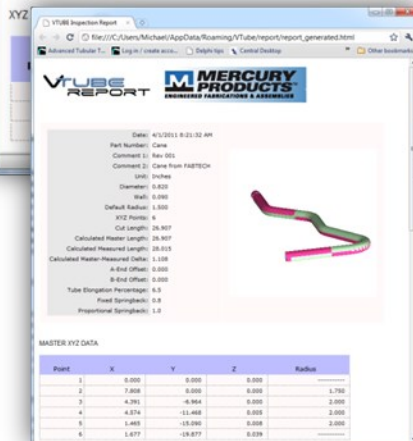 XYZ
VTUBE Inspection Report
file:///C:/Users/Michael/AppData/Roaming/VTube/report/report_generated.html
Advanced Tubular T... Log in / create acco... Delphi tips Central Desktop Other bookmarks
VTUBE REPORT
MERCURY PRODUCTS
ENGINEERED FABRICATIONS & ASSEMBLIES
Date: 4/1/2011 8:21:32 AM
Part Number: Cane
Comment 1: Rev 001
Comment 2: Cane from FABTECH
Unit: Inches
Diameter: 0.820
Wall: 0.090
Default Radius: 1.500
XYZ Points: 6
Cut Length: 26.907
Calculated Master Length: 26.907
Calculated Measured Length: 28.015
Calculated Master-Measured Delta: 1.108
A-End Offset: 0.000
B-End Offset: 0.000
Tube Elongation Percentage: 6.5
Fixed Springback: 0.8
Proportional Springback: 1.0
MASTER XYZ DATA
Point X Y Z Radius
1 0.000 0.000 0.000 ----------
2 7.808 0.000 0.000 1.750
3 4.391 -6.964 0.000 2.000
4 4.574 -11.468 0.005 2.000
5 1.465 -15.090 0.008 2.000
6 1.677 -19.877 0.039 ----------